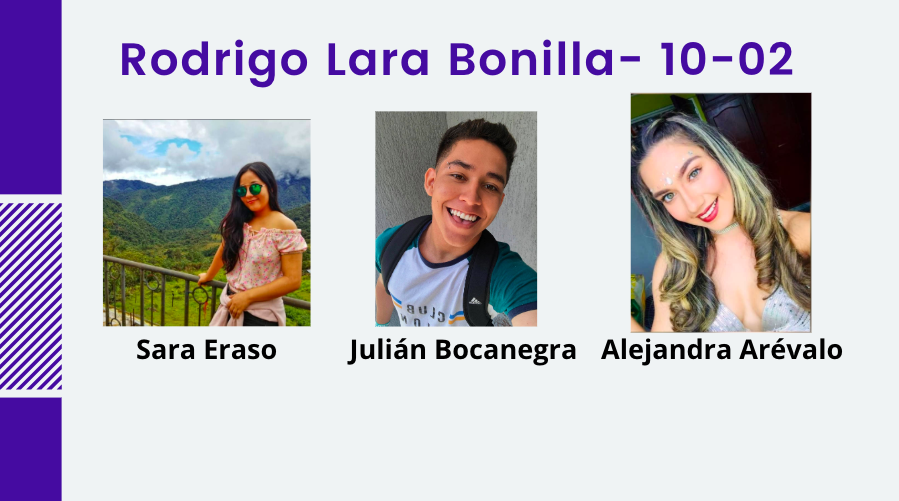 Rodrigo Lara Bonilla- 10-02
Sara Eraso
Julián Bocanegra
Alejandra Arévalo